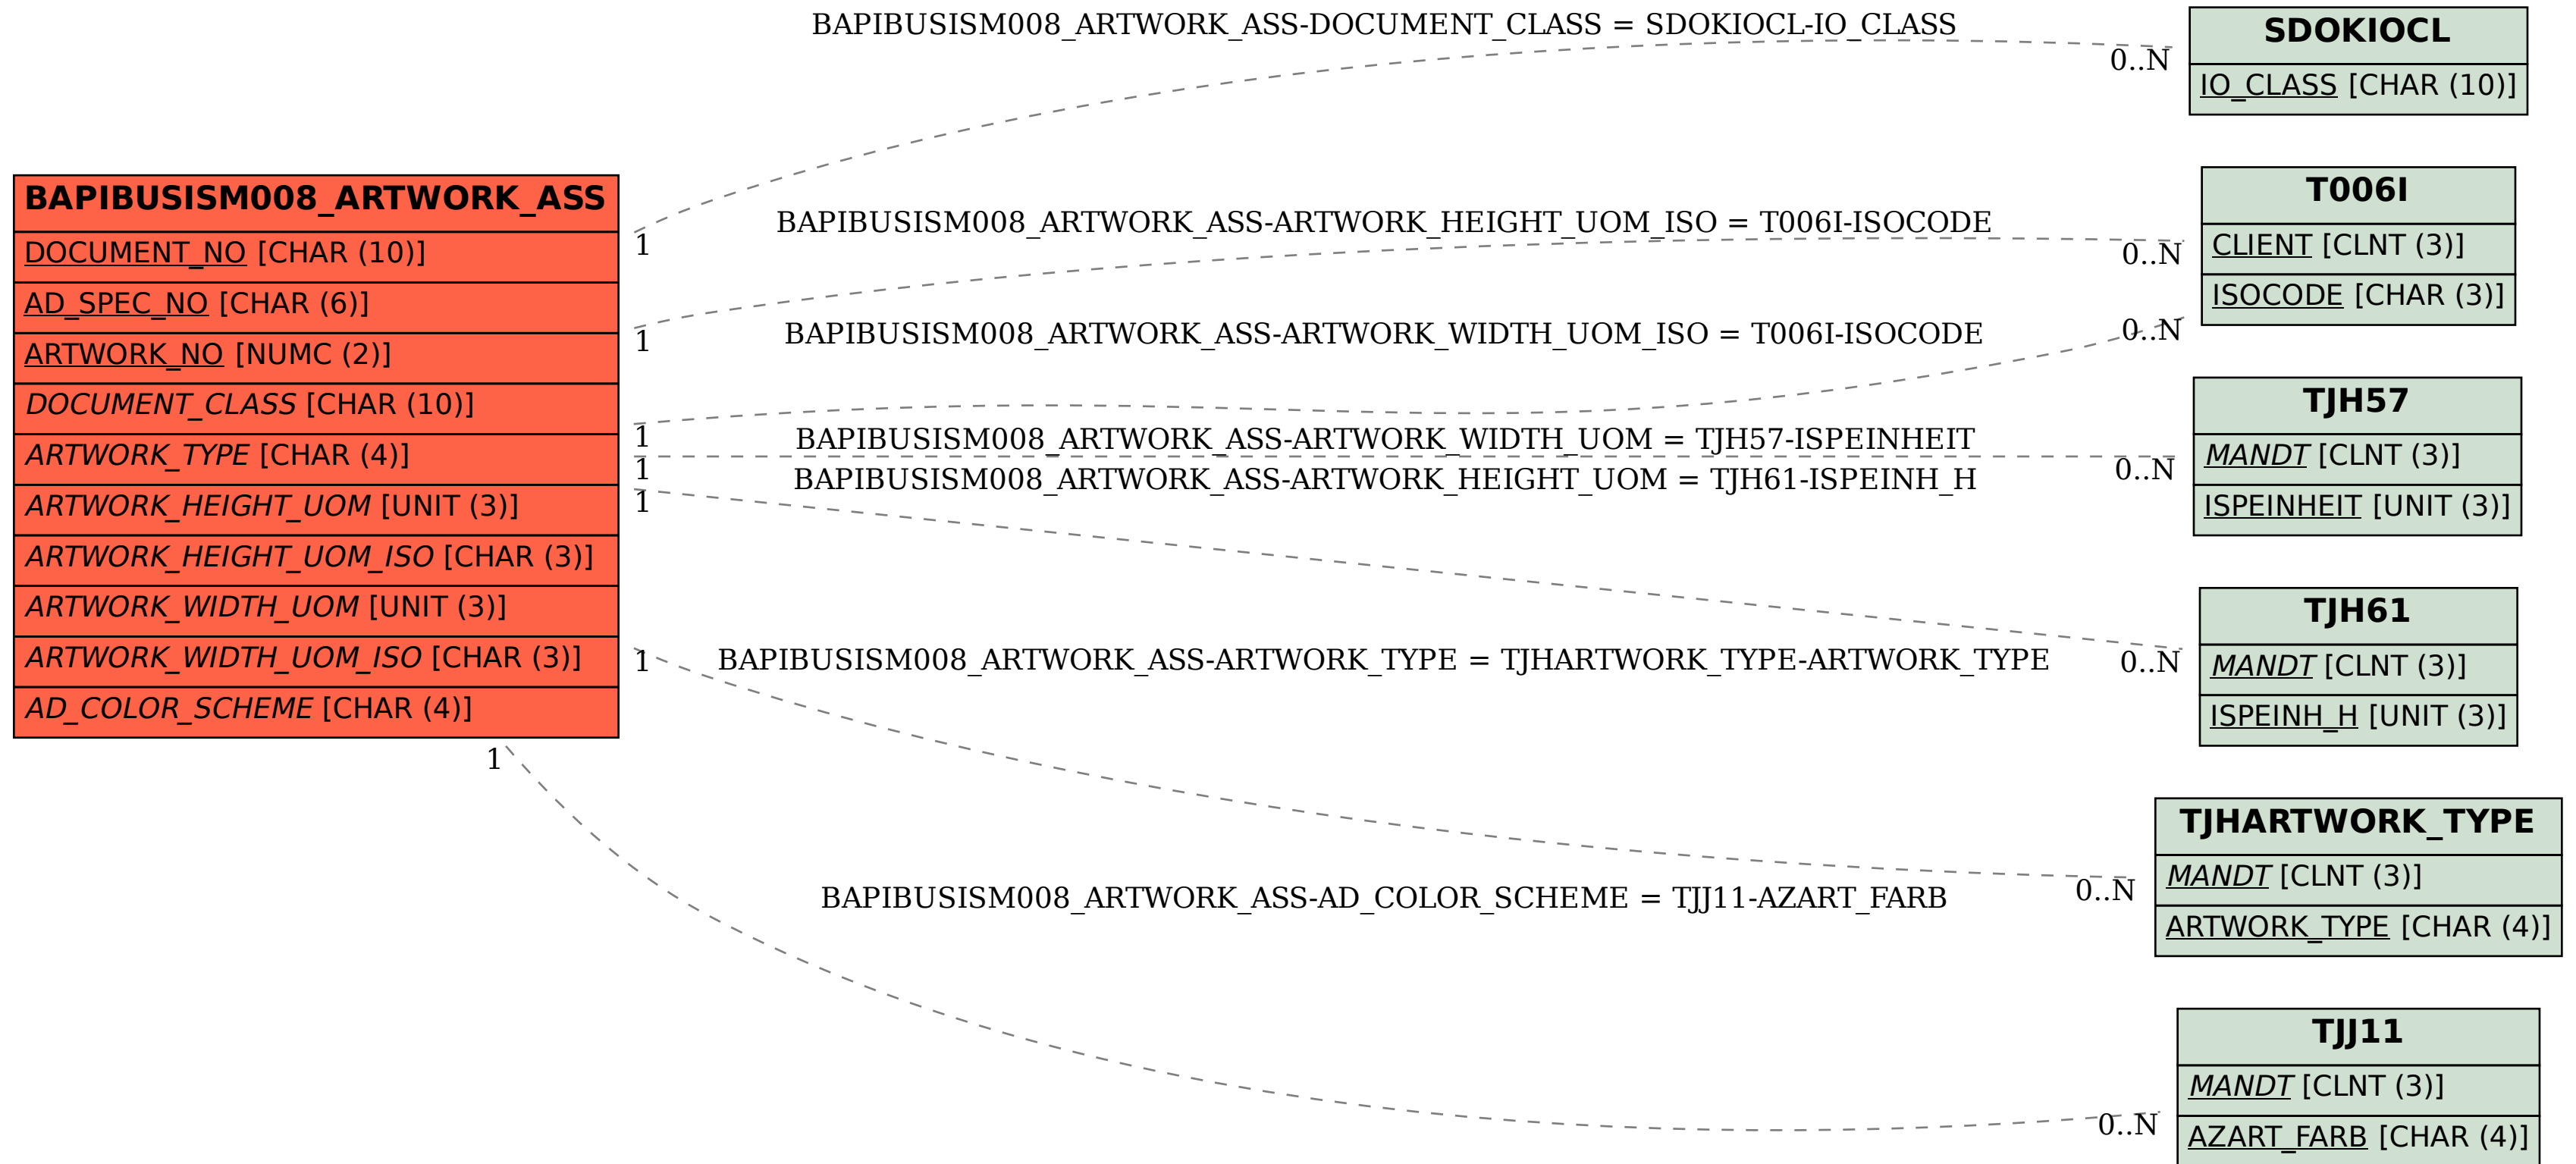 BAPIBUSISM008_ARTWORK_ASS
DOCUMENT_NO [CHAR (10)]
AD_SPEC_NO [CHAR (6)]
ARTWORK_NO [NUMC (2)]
DOCUMENT_CLASS [CHAR (10)]
ARTWORK_TYPE [CHAR (4)]
ARTWORK_HEIGHT_UOM [UNIT (3)]
ARTWORK_HEIGHT_UOM_ISO [CHAR (3)]
ARTWORK_WIDTH_UOM [UNIT (3)]
ARTWORK_WIDTH_UOM_ISO [CHAR (3)]
AD_COLOR_SCHEME [CHAR (4)]
BAPIBUSISM008_ARTWORK_ASS-DOCUMENT_CLASS = SDOKIOCL-IO_CLASS
1
0..N
BAPIBUSISM008_ARTWORK_ASS-ARTWORK_HEIGHT_UOM_ISO = T006I-ISOCODE
1
0..N
BAPIBUSISM008_ARTWORK_ASS-ARTWORK_WIDTH_UOM_ISO = T006I-ISOCODE
1
0..N
BAPIBUSISM008_ARTWORK_ASS-ARTWORK_WIDTH_UOM = TJH57-ISPEINHEIT
1
0..N
BAPIBUSISM008_ARTWORK_ASS-ARTWORK_HEIGHT_UOM = TJH61-ISPEINH_H
1
0..N
BAPIBUSISM008_ARTWORK_ASS-ARTWORK_TYPE = TJHARTWORK_TYPE-ARTWORK_TYPE
1
0..N
BAPIBUSISM008_ARTWORK_ASS-AD_COLOR_SCHEME = TJJ11-AZART_FARB
1
0..N
SDOKIOCL
IO_CLASS [CHAR (10)]
T006I
CLIENT [CLNT (3)]
ISOCODE [CHAR (3)]
TJH57
MANDT [CLNT (3)]
ISPEINHEIT [UNIT (3)]
TJH61
MANDT [CLNT (3)]
ISPEINH_H [UNIT (3)]
TJHARTWORK_TYPE
MANDT [CLNT (3)]
ARTWORK_TYPE [CHAR (4)]
TJJ11
MANDT [CLNT (3)]
AZART_FARB [CHAR (4)]